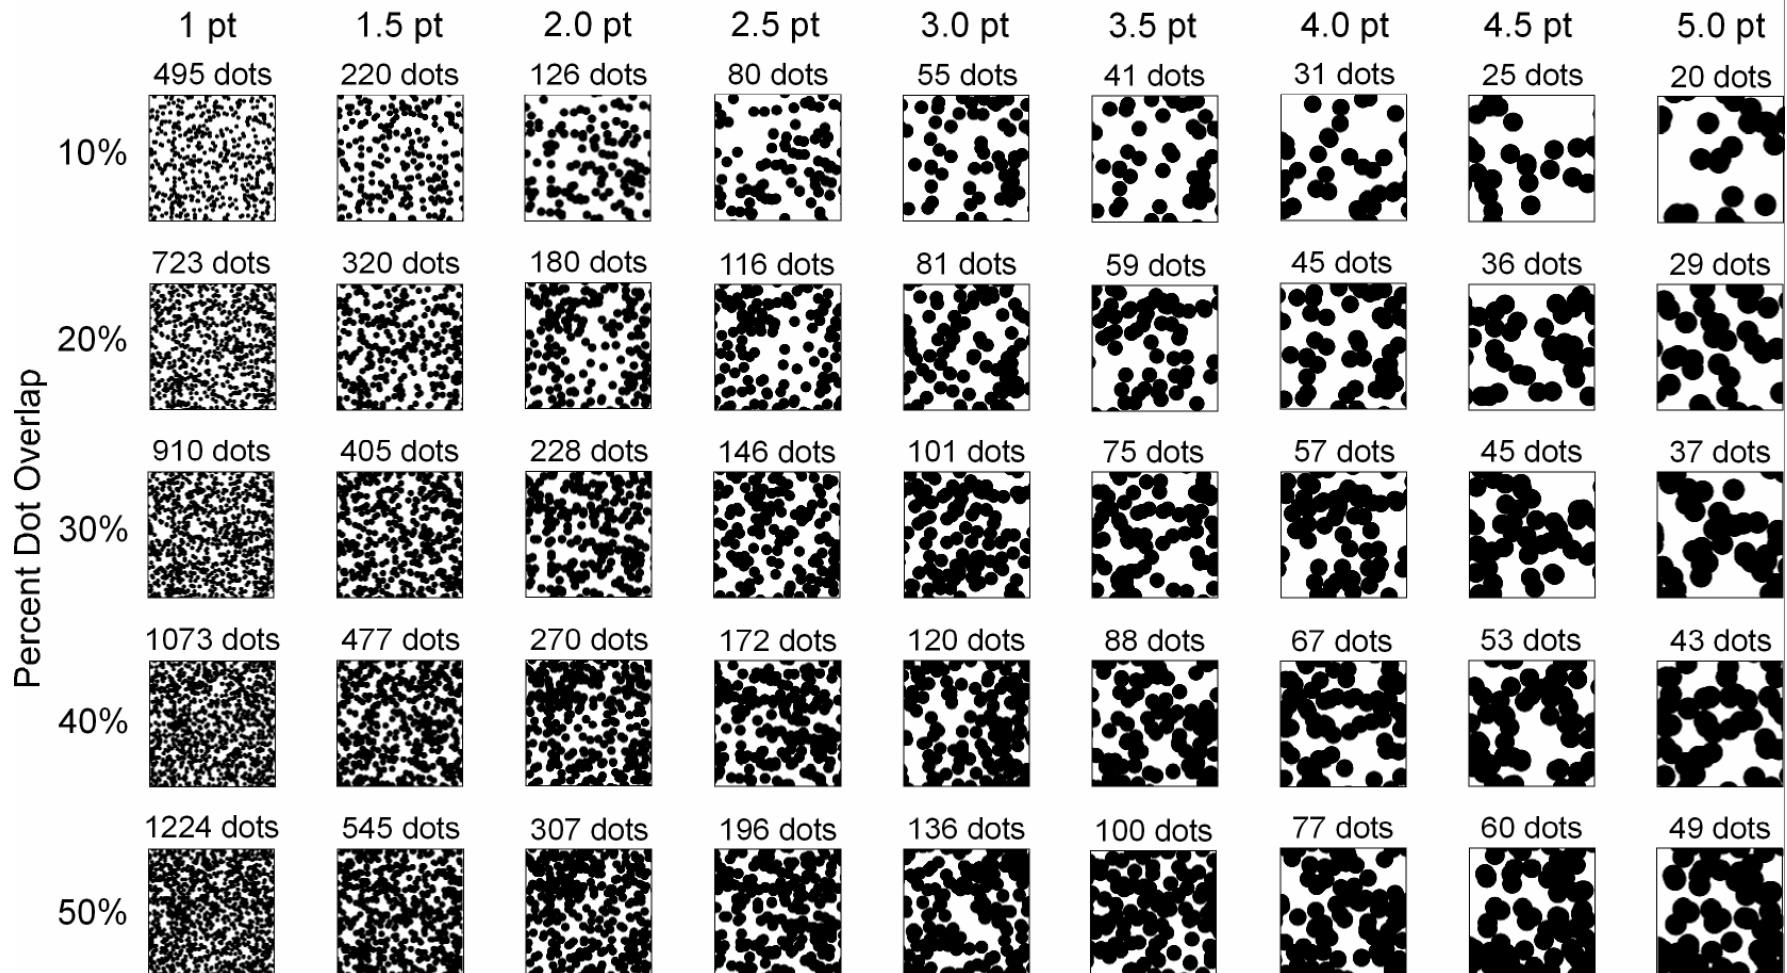 1 pt 1.5 pt 2.0 pt 2.5 pt 3.0 pt 3.5 pt 4.0 pt 4.5 pt 5.0 pt
495 dots 220 dots 126 dots 80 dots 55 dots 41 dots 31 dots 25 dots 20 dots
10%
723 dots 320 dots 180 dots 116 dots 81 dots 59 dots 45 dots 36 dots 29 dots
20%
Percent Dot Overlap
910 dots 405 dots 228 dots 146 dots 101 dots 75 dots 57 dots 45 dots 37 dots
30%
1073 dots 477 dots 270 dots 172 dots 120 dots 88 dots 67 dots 53 dots 43 dots
40%
1224 dots 545 dots 307 dots 196 dots 136 dots 100 dots 77 dots 60 dots 49 dots
50%